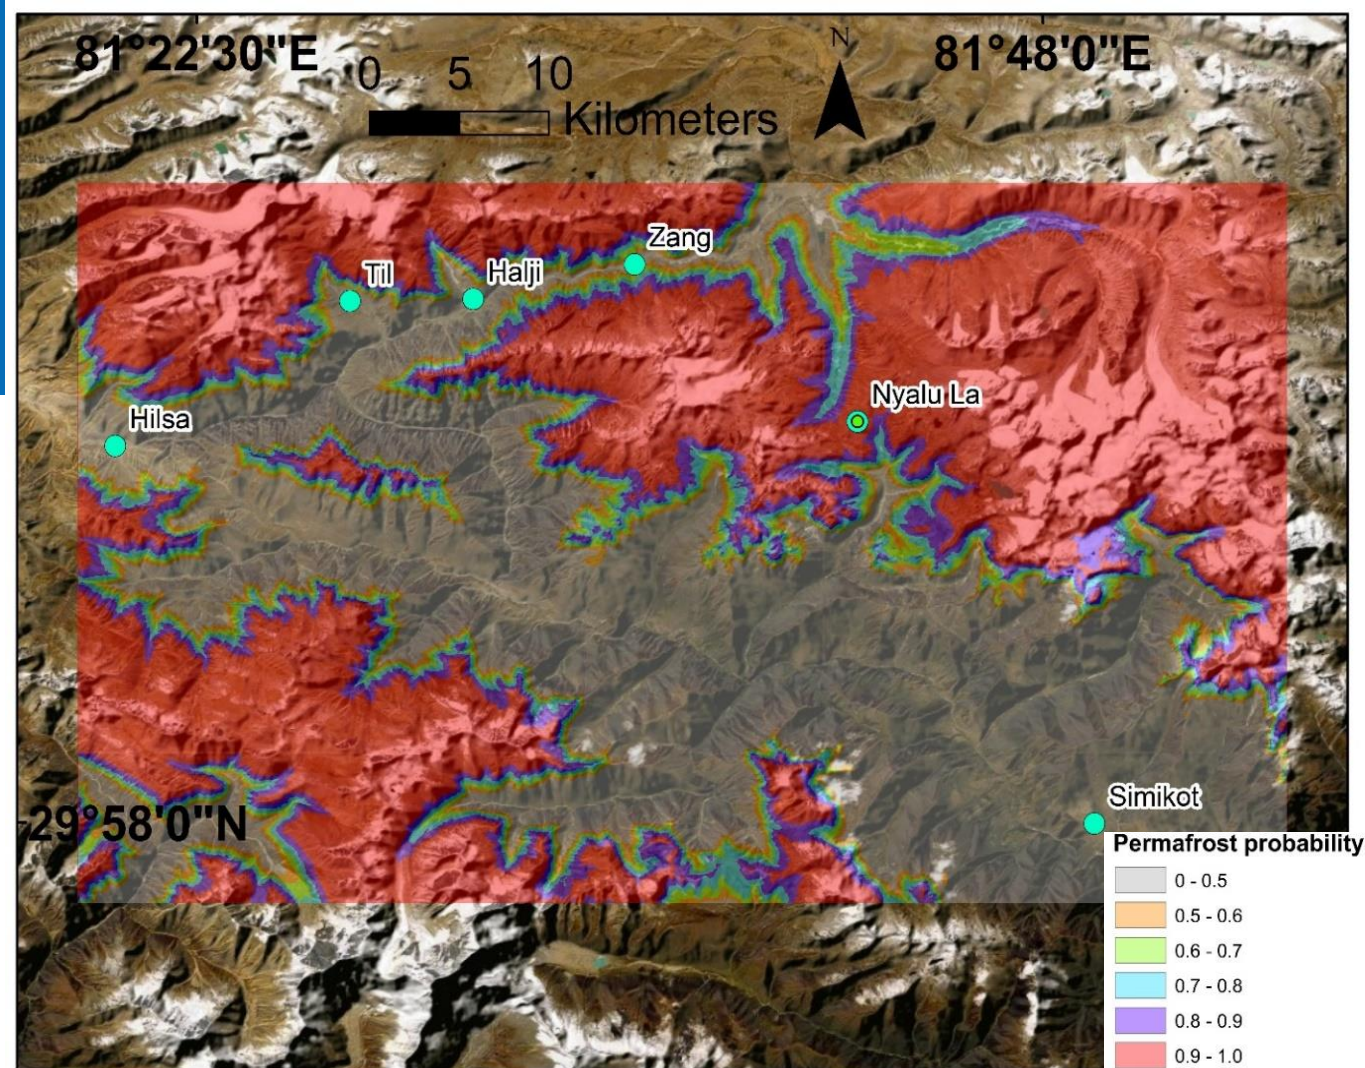 81°22'30"E
81°48'0"E
N
0 5 10
Kilometers
Zang
Til
Halji
Nyalu La
Hilsa
Simikot
29°58'0"N
Permafrost probability
0 - 0.5
0.5 - 0.6
0.6 - 0.7
0.7 - 0.8
0.8 - 0.9
0.9 - 1.0